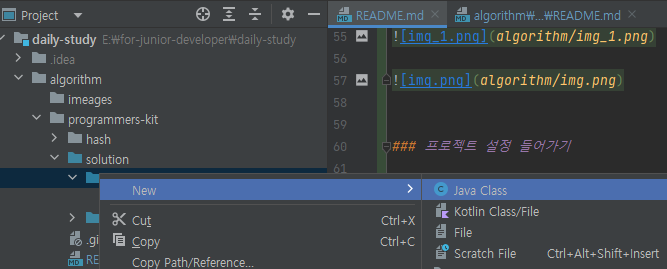 Project
README.md
algorithm₩...₩README.md
daily-study E:₩for-junior-developer₩daily-study
.idea
algorithm
imeages
programmers-kit
hash
solution
55
![img_1.png](algorithm/img_1.png)
56
57
![img.png](algorithm/img.png)
58
59
60
### 프로젝트 설정 들어가기
61
New
Java Class
Kotlin Class/File
Cut Ctrl+X
File
Copy Ctrl+C
Scratch File Ctrl+Alt+Shift+Insert
Copy Path/Reference...
.gi
RE